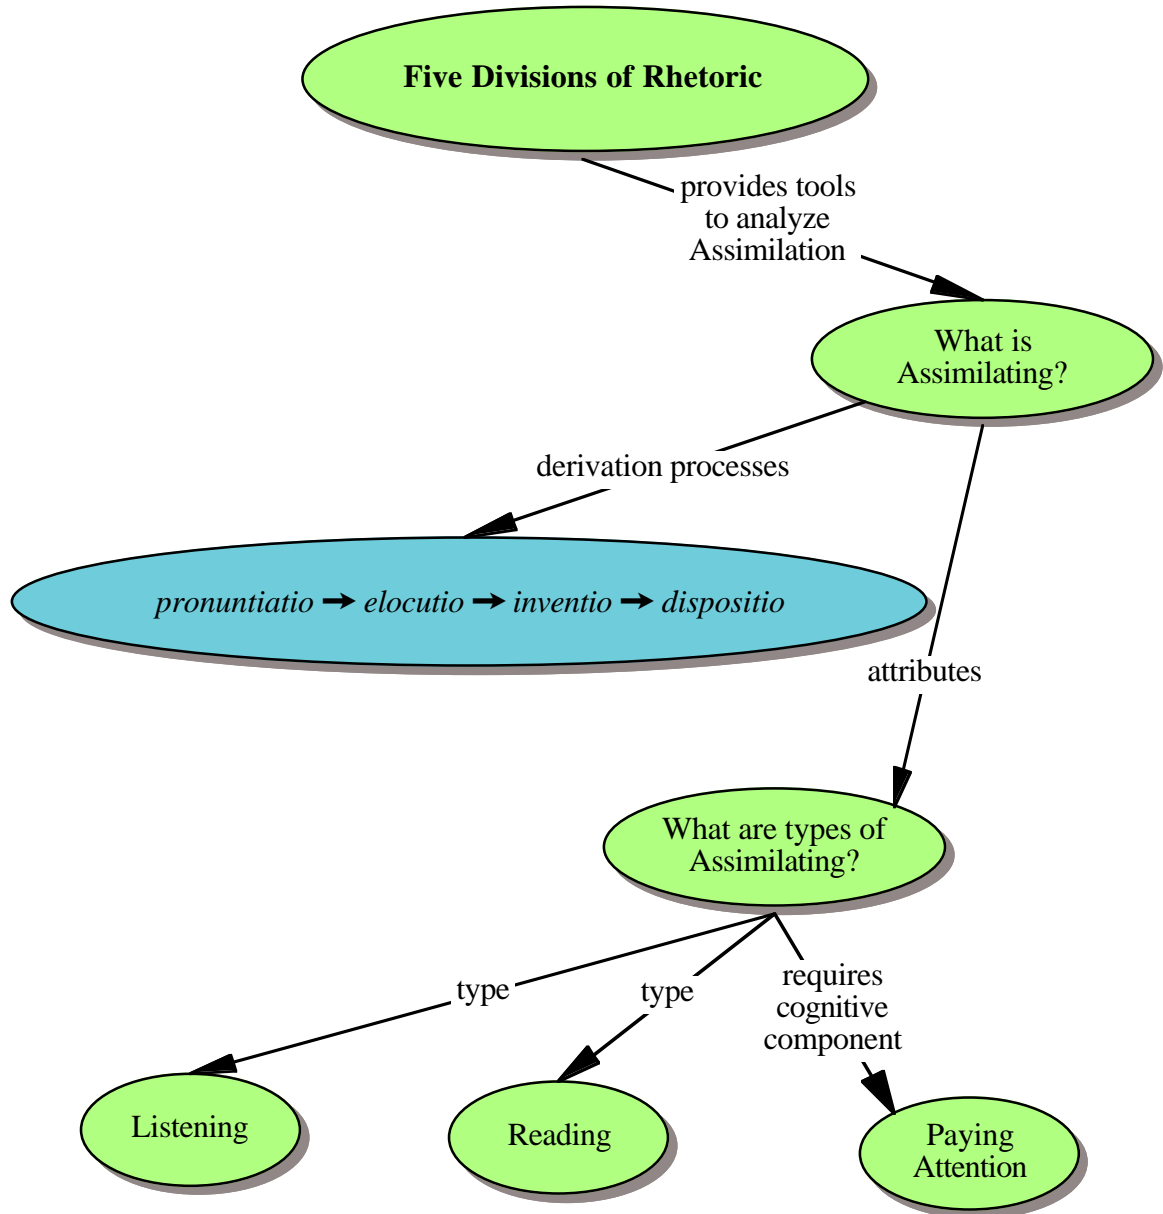 Five Divisions of Rhetoric
provides tools
to analyze
Assimilation
What is
Assimilating?
derivation processes
pronuntiatio ➞ elocutio ➞ inventio ➞ dispositio
attributes
What are types of
Assimilating?
type
type
requires
cognitive
component
Listening
Reading
Paying
Attention